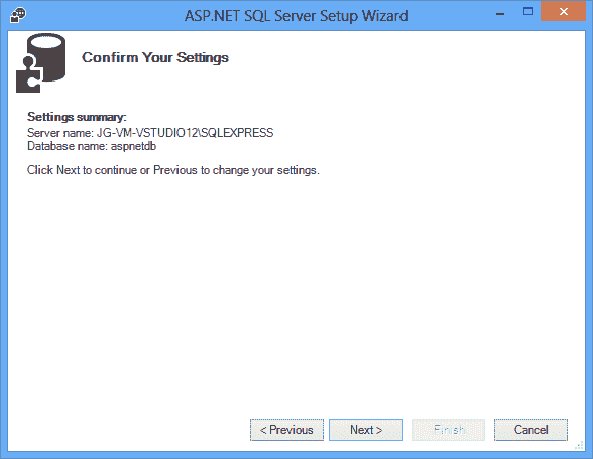 ASP.NET SQL Server Setup Wizard
Confirm Your Settings
Settings summary:
Server name: JG-VM-VSTUDIO12\SQLEXPRESS
Database name: aspnetdb
Click Next to continue or Previous to change your settings.
< Previous Next > Finish Cancel